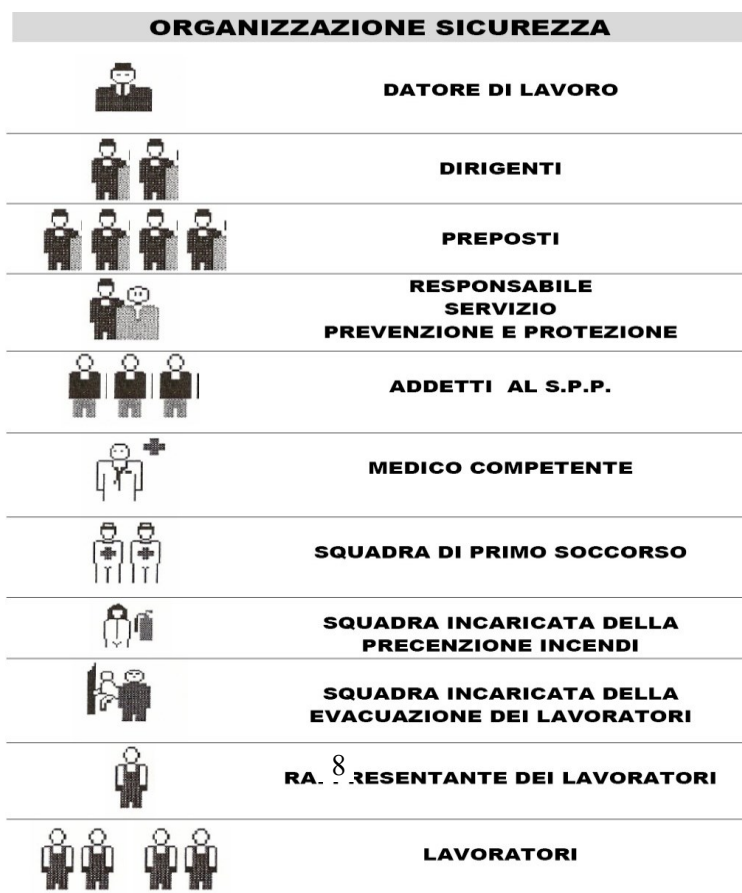 ORGANIZZAZIONE SICUREZZA
DATORE DI LAVORO
DIRIGENTI
PREPOSTI
RESPONSABILE
SERVIZIO
PREVENZIONE E PROTEZIONE
ADDETTI AL S.P.P.
MEDICO COMPETENTE
SQUADRA DI PRIMO SOCCORSO
SQUADRA INCARICATA DELLA
PRECENZIONE INCENDI
SQUADRA INCARICATA DELLA
EVACUAZIONE DEI LAVORATORI
8
DEI LAVORATORI
LAVORATORI